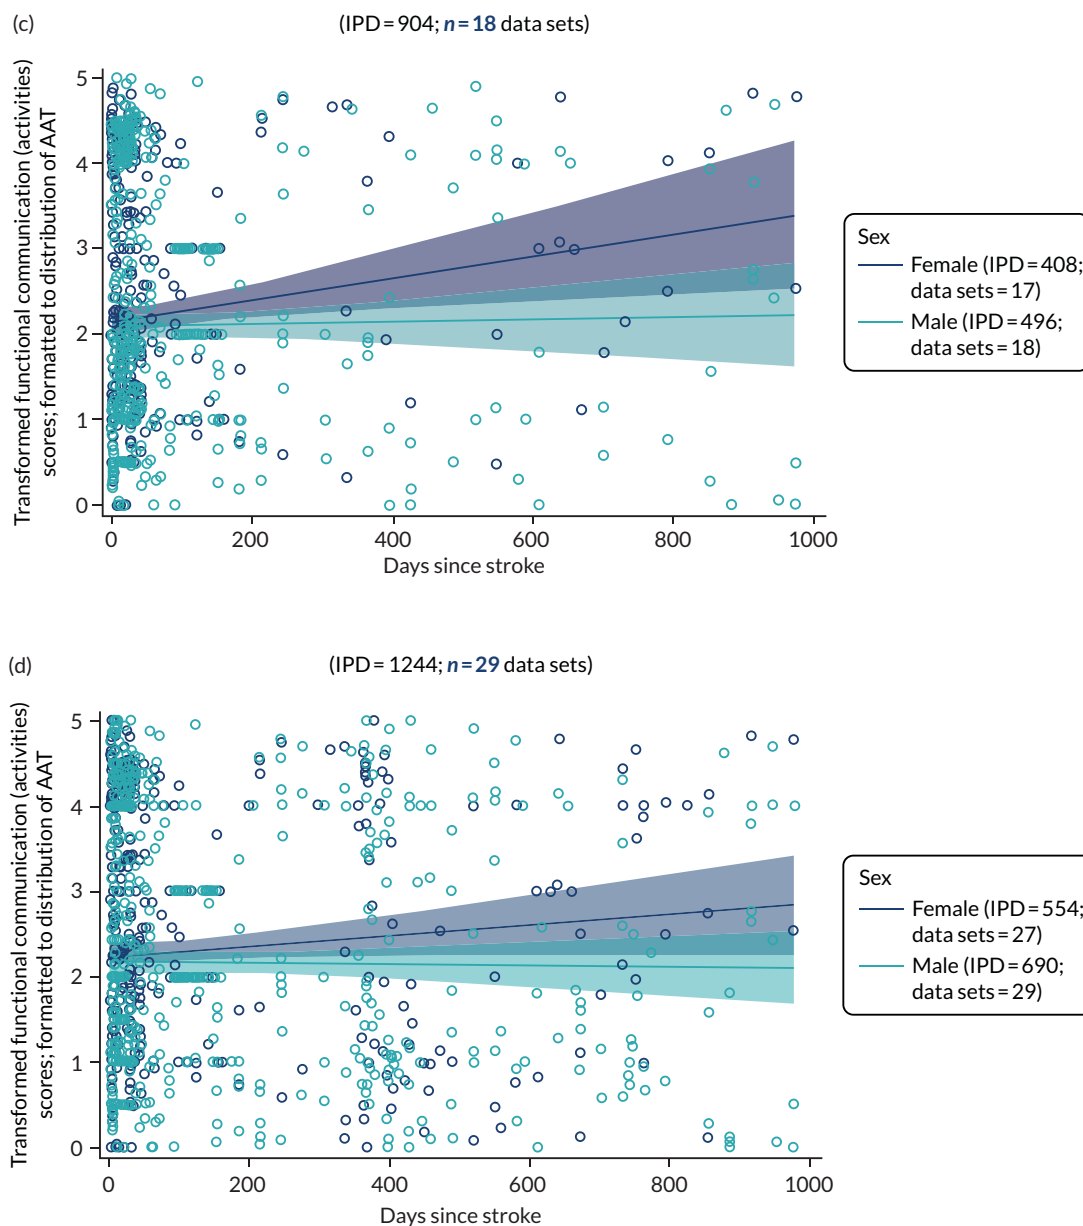 (c)
(IPD = 904; n = 18 data sets)
Transformed functional communication (activities)
scores; formatted to distribution of AAT
5
4
3
2
1
0
0 200 400 600 800 1000
Days since stroke
Sex
Female (IPD = 408;
data sets = 17)
Male (IPD = 496;
data sets = 18)
(d)
(IPD = 1244; n = 29 data sets)
Transformed functional communication (activities)
scores; formatted to distribution of AAT
5
4
3
2
1
0
0 200 400 600 800 1000
Days since stroke
Sex
Female (IPD = 554;
data sets = 27)
Male (IPD = 690;
data sets = 29)